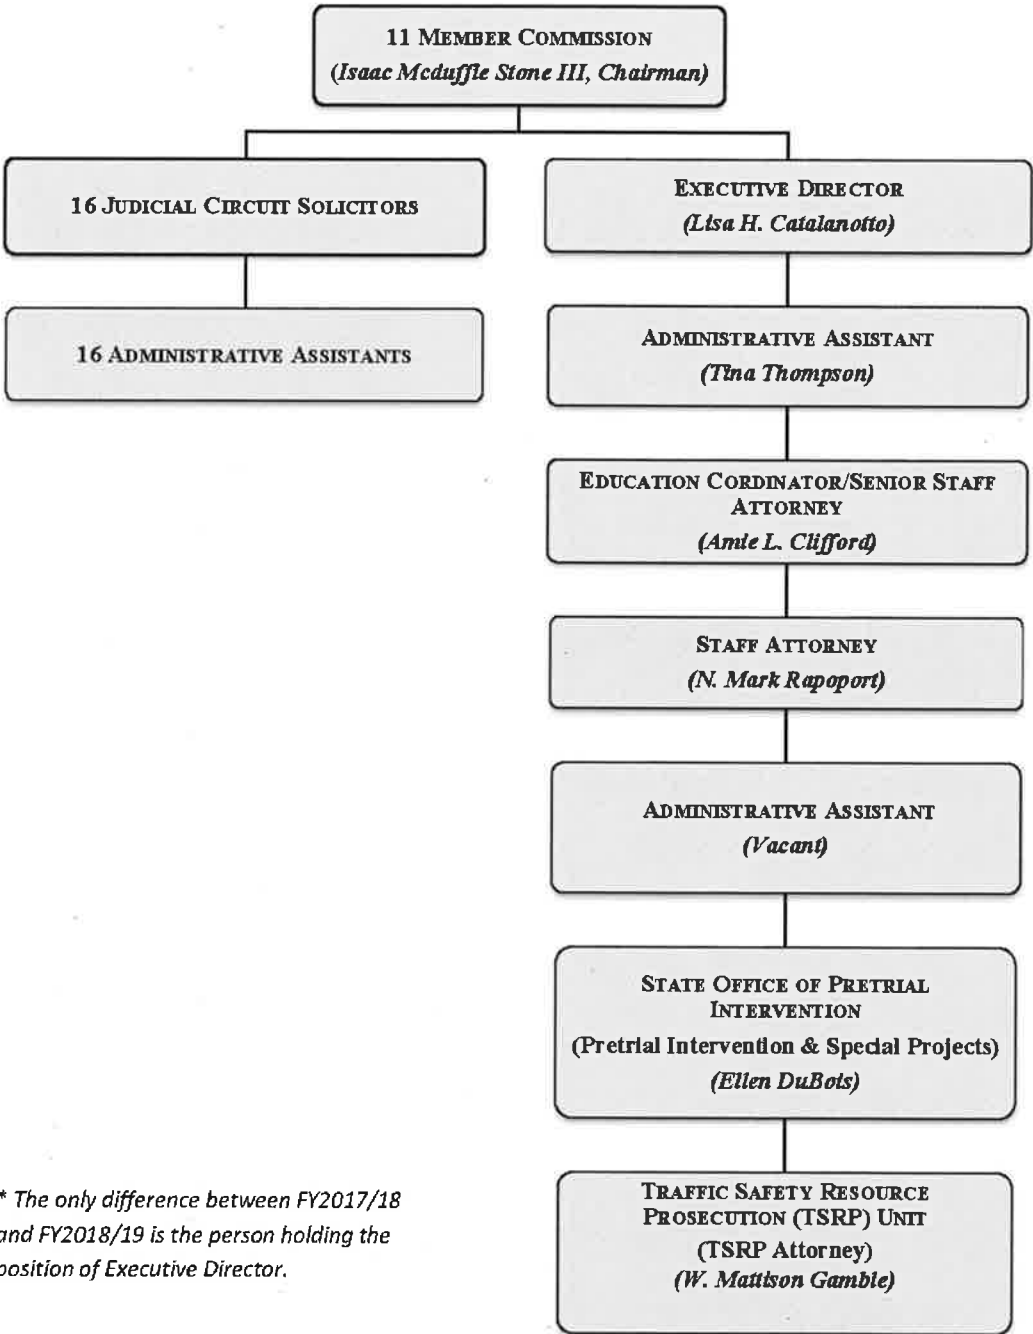 11 MEMBER COMMISSION
(Isaac Mcduffle Stone III, Chairman)
16 JUDICIAL CIRCUIT SOLICITORS
16 ADMINISTRATIVE ASSISTANTS
EXECUTIVE DIRECTOR
(Lisa H. Catalanotto)
ADMINISTRATIVE ASSISTANT
(Tina Thompson)
EDUCATION CORDINATOR/SENIOR STAFF
ATTORNEY
(Amie L. Clifford)
STAFF ATTORNEY
(N. Mark Rapoport)
ADMINISTRATIVE ASSISTANT
(Vacant)
STATE OFFICE OF PRETRIAL
INTERVENTION
(Pretrial Intervention & Special Projects)
(Ellen DuBois)
TRAFFIC SAFETY RESOURCE
PROSECUTION (TSRP) UNIT
(TSRP Attorney)
(W. Mattison Gamble)
* The only difference between FY2017/18
and FY2018/19 is the person holding the
position of Executive Director.